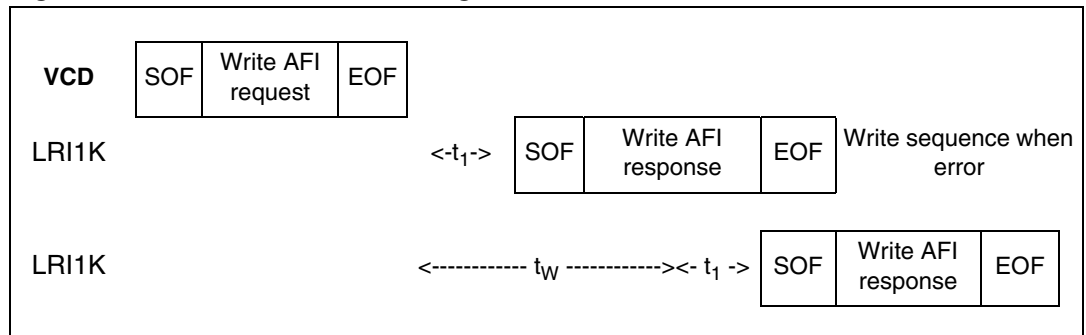 VCD SOF Write AFI request EOF
LRI1K <-t1-> SOF Write AFI response EOF Write sequence when error
LRI1K <------------ tW ------------><- t1 -> SOF Write AFI response EOF